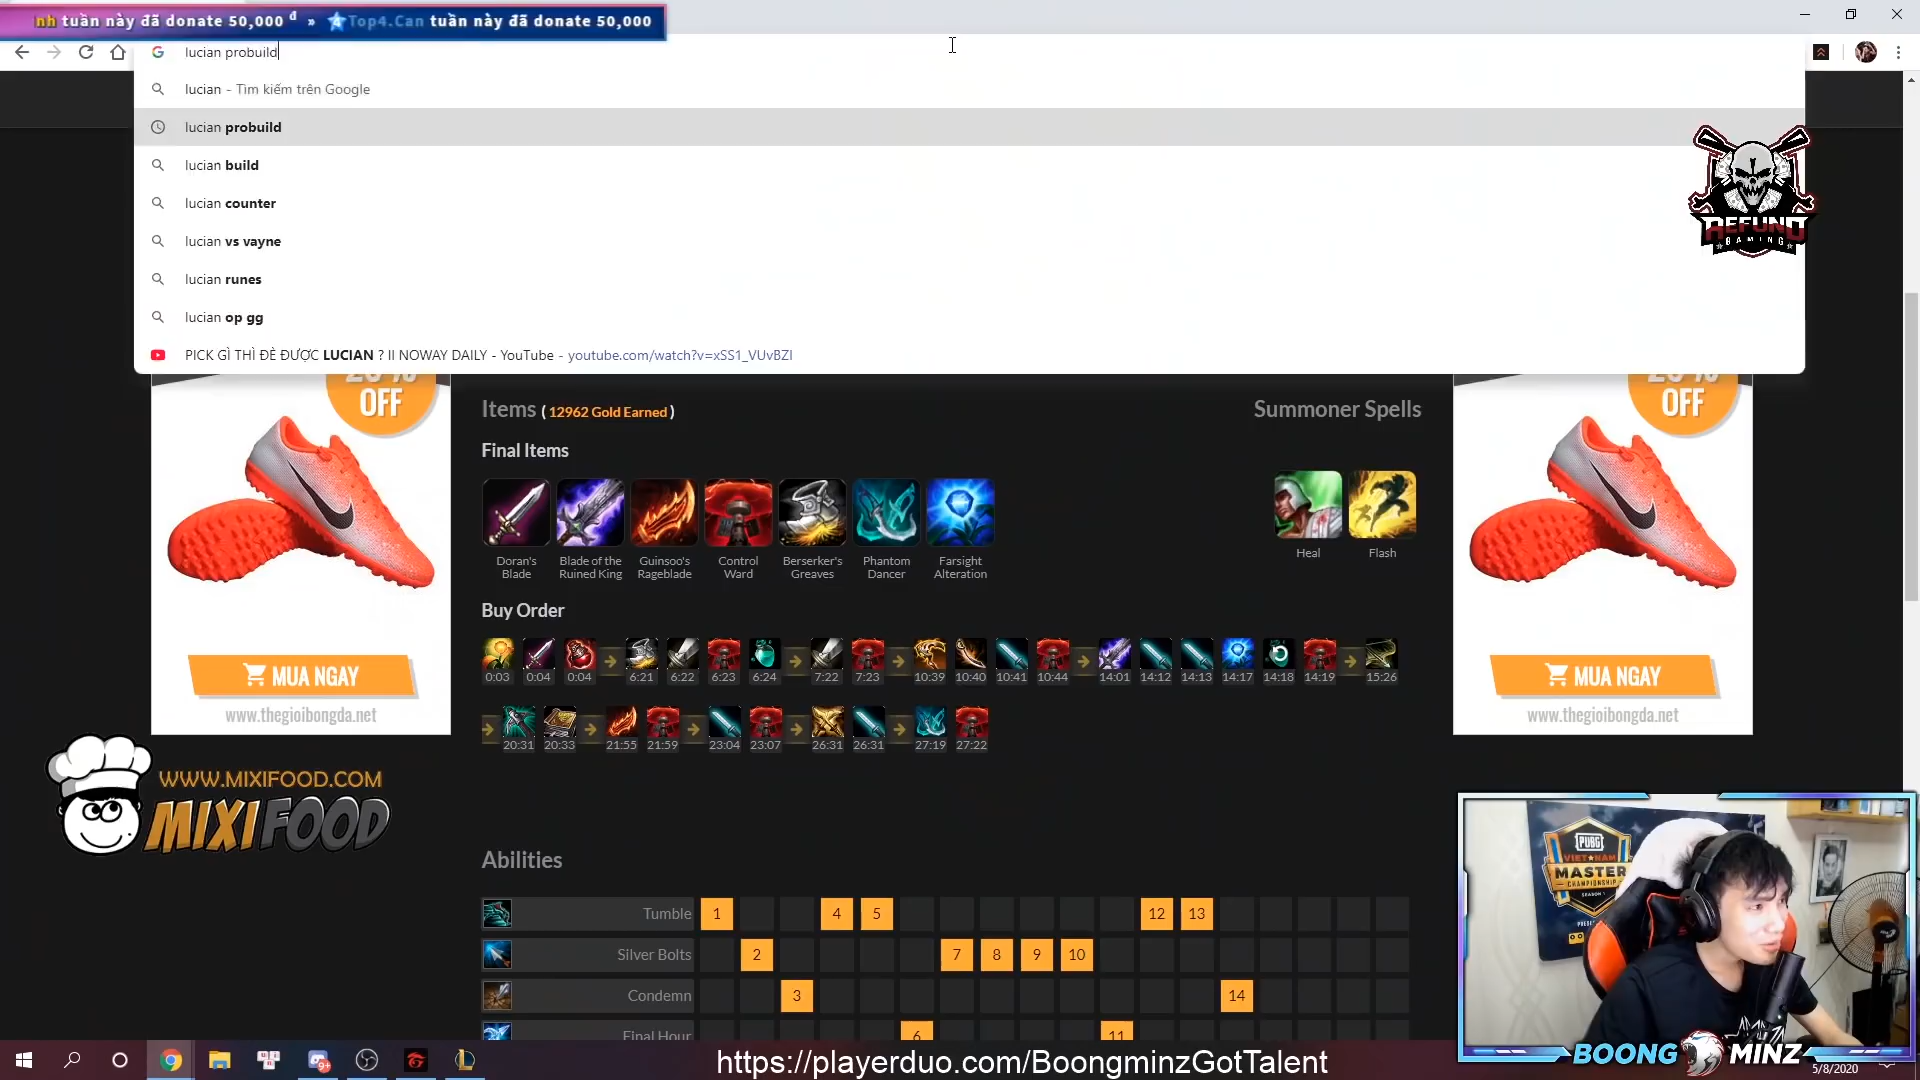 nh tuần này đã donate 50,000 đ » Top4.Can tuần này đã donate 50,000
lucian probuild
lucian - Tìm kiếm trên Google
lucian probuild
lucian build
lucian counter
lucian vs vayne
lucian runes
lucian op gg
PICK GÌ THÌ ĐÈ ĐƯỢC LUCIAN ? II NOWAY DAILY - YouTube - youtube.com/watch?v=xSS1_VUvBZI
REFUND
GAMING
OFF
MUA NGAY
www.thegioibongda.net
Items ( 12962 Gold Earned )
Summoner Spells
Final Items
Doran's Blade
Blade of the Ruined King
Guinsoo's Rageblade
Control Ward
Berserker's Greaves
Phantom Dancer
Farsight Alteration
Heal
Flash
Buy Order
0:03 0:04 0:04 6:21 6:22 6:23 6:24 7:22 7:23 10:39 10:40 10:41 10:44 14:01 14:12 14:13 14:17 14:18 14:19 15:26
20:31 20:33 21:55 21:59 23:04 23:07 26:31 26:31 27:19 27:22
OFF
MUA NGAY
www.thegioibongda.net
WWW.MIXIFOOD.COM
MIXIFOOD
Abilities
Tumble 1 4 5 12 13
Silver Bolts 2 7 8 9 10
Condemn 3 14
Final Hour 6 11
PUBG
VIETNAM
MASTER
CHAMPIONSHIP
SEASON 1
BOONG MINZ
https://playerduo.com/BoongminzGotTalent
5/8/2020